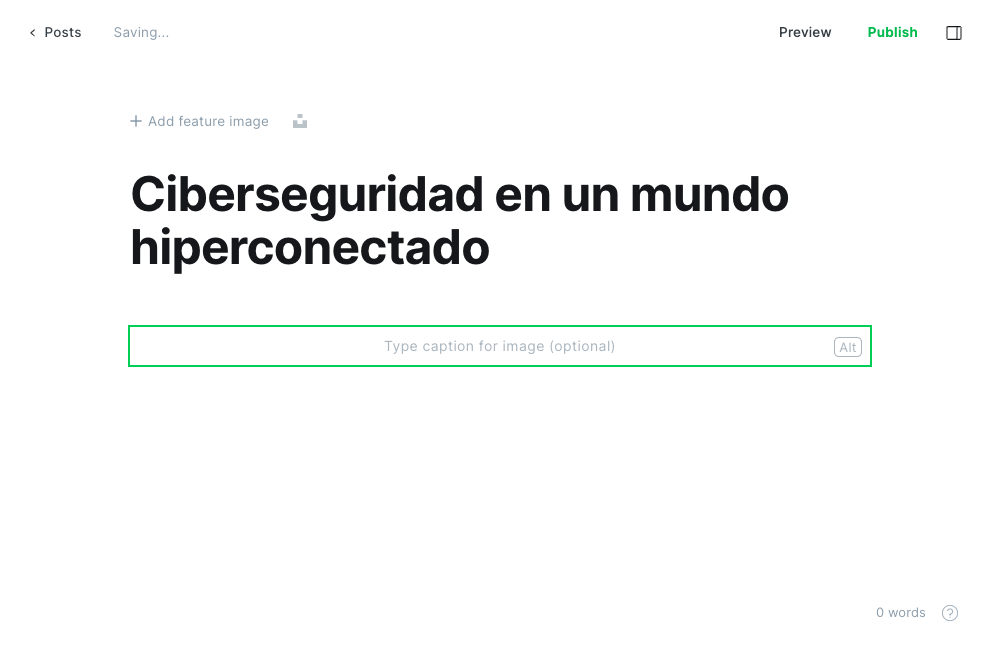 Posts
Saving...
Preview
Publish
Add feature image
Ciberseguridad en un mundo
hiperconectado
Type caption for image (optional)
Alt
0 words
?